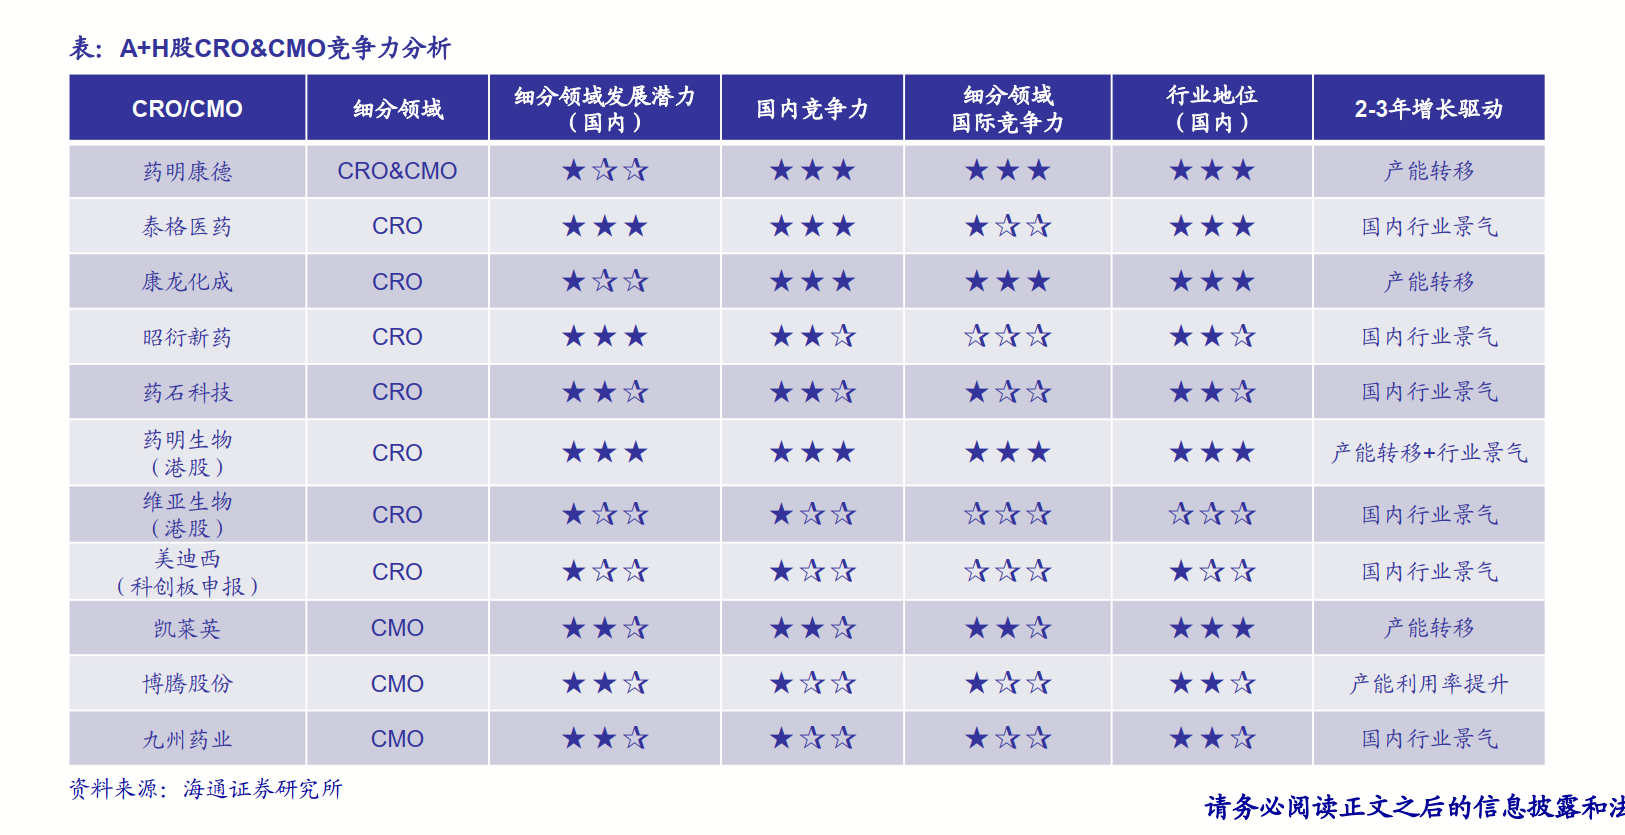 表：A+H股CRO&CMO竞争力分析
CRO/CMO 细分领域 细分领域发展潜力（国内） 国内竞争力 细分领域国际竞争力 行业地位（国内） 2-3年增长驱动
药明康德 CRO&CMO ★☆☆ ★★★ ★★★ ★★★ 产能转移
泰格医药 CRO ★★★ ★★★ ★☆☆ ★★★ 国内行业景气
康龙化成 CRO ★☆☆ ★★★ ★★★ ★★★ 产能转移
昭衍新药 CRO ★★★ ★★☆ ☆☆☆ ★★☆ 国内行业景气
药石科技 CRO ★★☆ ★★☆ ★☆☆ ★★☆ 国内行业景气
药明生物（港股） CRO ★★★ ★★★ ★★★ ★★★ 产能转移+行业景气
维亚生物（港股） CRO ★☆☆ ★☆☆ ☆☆☆ ☆☆☆ 国内行业景气
美迪西（科创板申报） CRO ★☆☆ ★☆☆ ☆☆☆ ★☆☆ 国内行业景气
凯莱英 CMO ★★☆ ★★☆ ★★☆ ★★★ 产能转移
博腾股份 CMO ★★☆ ★☆☆ ★☆☆ ★★☆ 产能利用率提升
九州药业 CMO ★★☆ ★☆☆ ★☆☆ ★★☆ 国内行业景气
资料来源：海通证券研究所
请务必阅读正文之后的信息披露和法